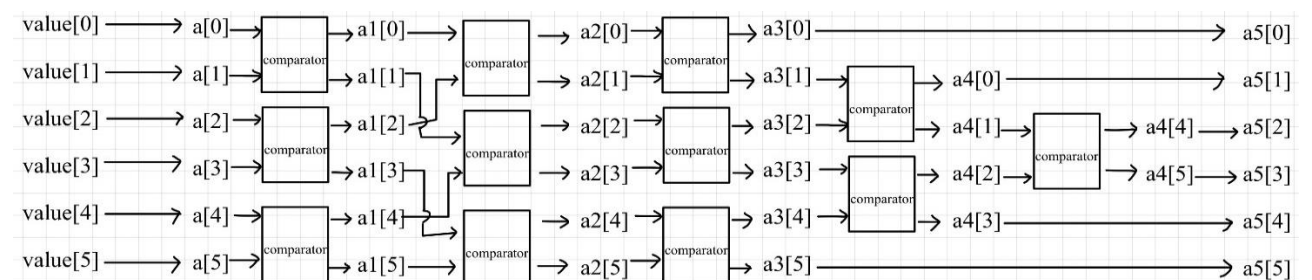 value[0] a[0] a1[0] a2[0] a3[0] a5[0]
comparator comparator comparator
value[1] a[1] a1[1] a2[1] a3[1] a4[0] a5[1]
comparator
value[2] a[2] a1[2] a2[2] a3[2] a4[1] a4[4] a5[2]
comparator comparator comparator comparator
value[3] a[3] a1[3] a2[3] a3[3] a4[2] a4[5] a5[3]
comparator
value[4] a[4] a1[4] a2[4] a3[4] a4[3] a5[4]
comparator comparator comparator
value[5] a[5] a1[5] a2[5] a3[5] a5[5]